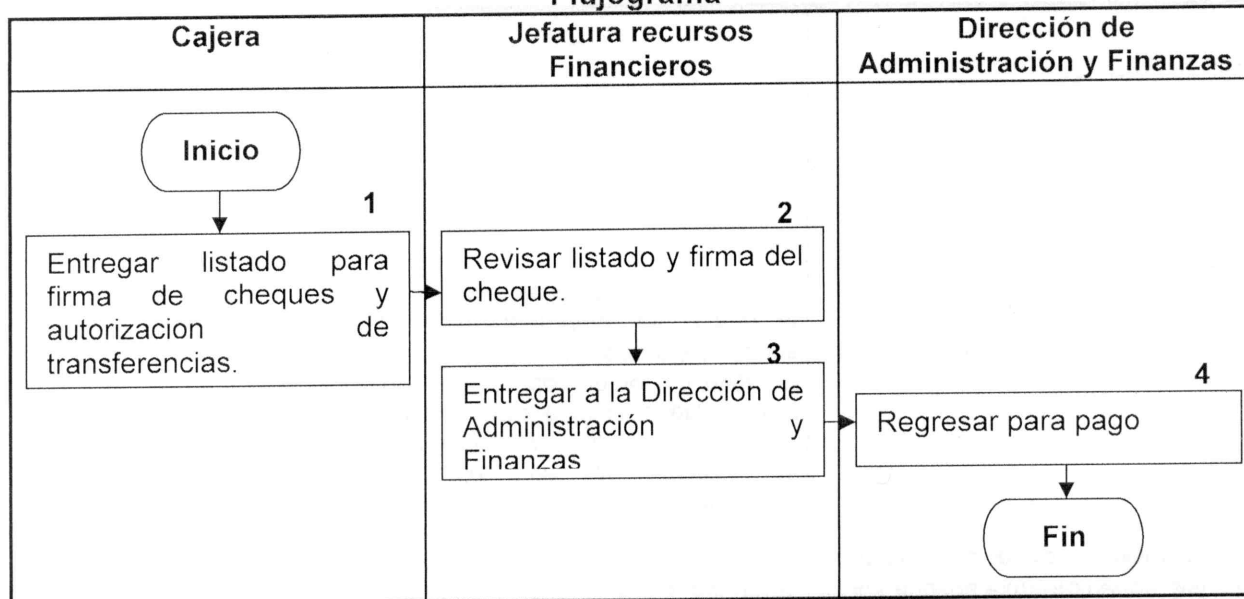 Flujograma
Cajera
Jefatura recursos
Financieros
Dirección de
Administración y Finanzas
Inicio
1
Entregar listado para
firma de cheques y
autorizacion de
transferencias.
2
Revisar listado y firma del
cheque.
3
Entregar a la Dirección de
Administración y
Finanzas
4
Regresar para pago
Fin